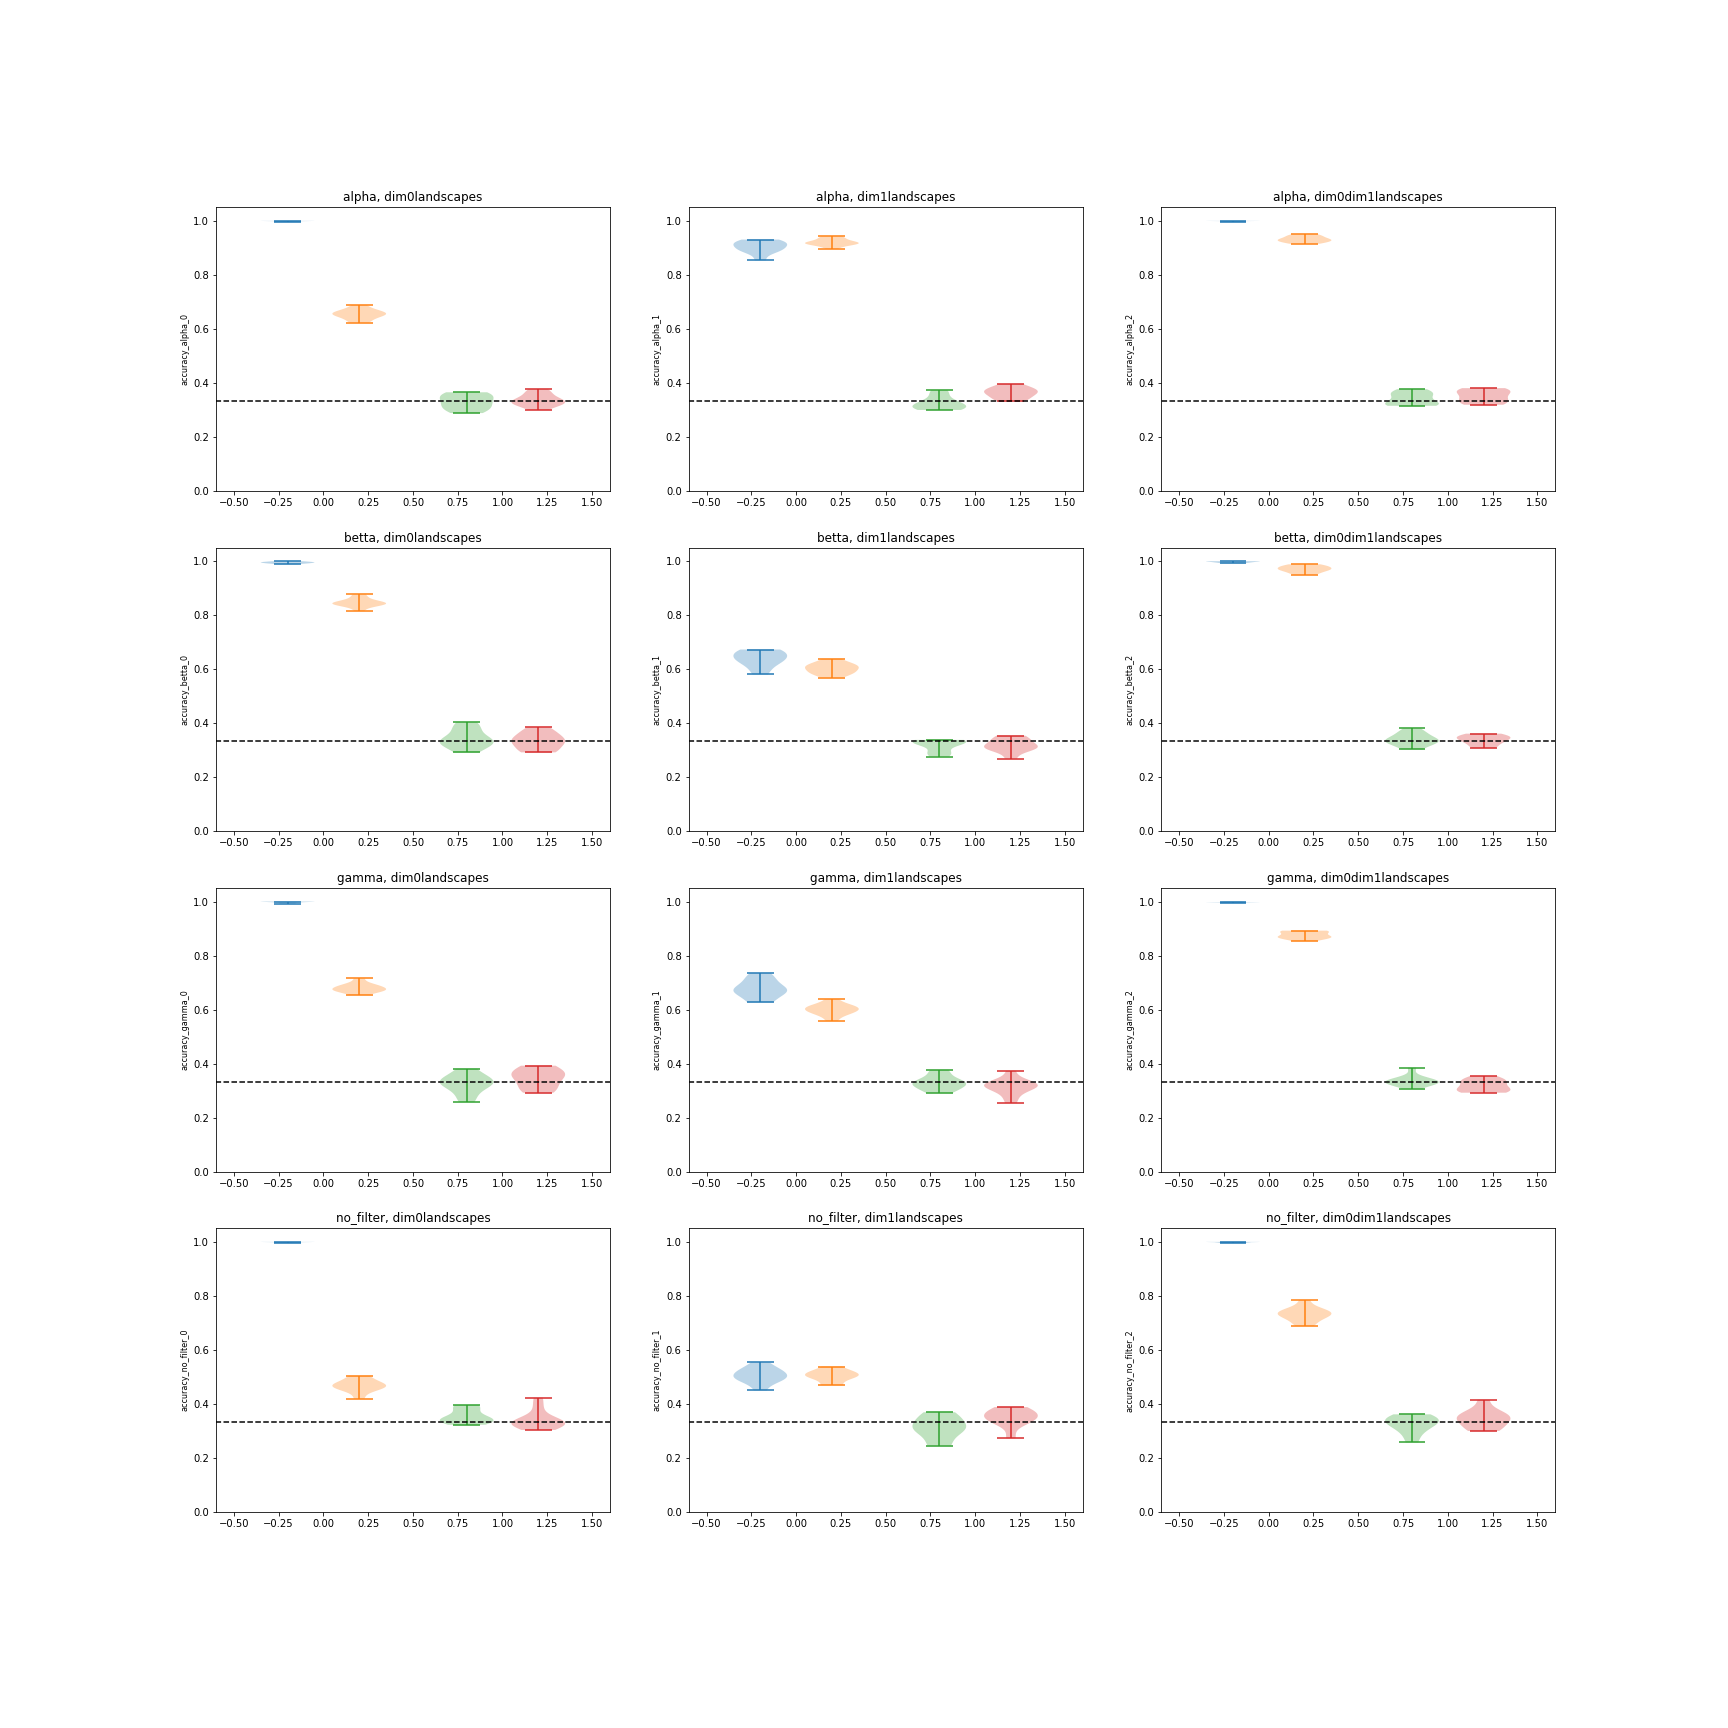 alpha, dim0landscapes
accuracy_alpha_0
1.0
0.8
0.6
0.4
0.2
0.0
−0.50 −0.25 0.00 0.25 0.50 0.75 1.00 1.25 1.50
alpha, dim1landscapes
accuracy_alpha_1
1.0
0.8
0.6
0.4
0.2
0.0
−0.50 −0.25 0.00 0.25 0.50 0.75 1.00 1.25 1.50
alpha, dim0dim1landscapes
accuracy_alpha_2
1.0
0.8
0.6
0.4
0.2
0.0
−0.50 −0.25 0.00 0.25 0.50 0.75 1.00 1.25 1.50
betta, dim0landscapes
accuracy_betta_0
1.0
0.8
0.6
0.4
0.2
0.0
−0.50 −0.25 0.00 0.25 0.50 0.75 1.00 1.25 1.50
betta, dim1landscapes
accuracy_betta_1
1.0
0.8
0.6
0.4
0.2
0.0
−0.50 −0.25 0.00 0.25 0.50 0.75 1.00 1.25 1.50
betta, dim0dim1landscapes
accuracy_betta_2
1.0
0.8
0.6
0.4
0.2
0.0
−0.50 −0.25 0.00 0.25 0.50 0.75 1.00 1.25 1.50
gamma, dim0landscapes
accuracy_gamma_0
1.0
0.8
0.6
0.4
0.2
0.0
−0.50 −0.25 0.00 0.25 0.50 0.75 1.00 1.25 1.50
gamma, dim1landscapes
accuracy_gamma_1
1.0
0.8
0.6
0.4
0.2
0.0
−0.50 −0.25 0.00 0.25 0.50 0.75 1.00 1.25 1.50
gamma, dim0dim1landscapes
accuracy_gamma_2
1.0
0.8
0.6
0.4
0.2
0.0
−0.50 −0.25 0.00 0.25 0.50 0.75 1.00 1.25 1.50
no_filter, dim0landscapes
accuracy_no_filter_0
1.0
0.8
0.6
0.4
0.2
0.0
−0.50 −0.25 0.00 0.25 0.50 0.75 1.00 1.25 1.50
no_filter, dim1landscapes
accuracy_no_filter_1
1.0
0.8
0.6
0.4
0.2
0.0
−0.50 −0.25 0.00 0.25 0.50 0.75 1.00 1.25 1.50
no_filter, dim0dim1landscapes
accuracy_no_filter_2
1.0
0.8
0.6
0.4
0.2
0.0
−0.50 −0.25 0.00 0.25 0.50 0.75 1.00 1.25 1.50